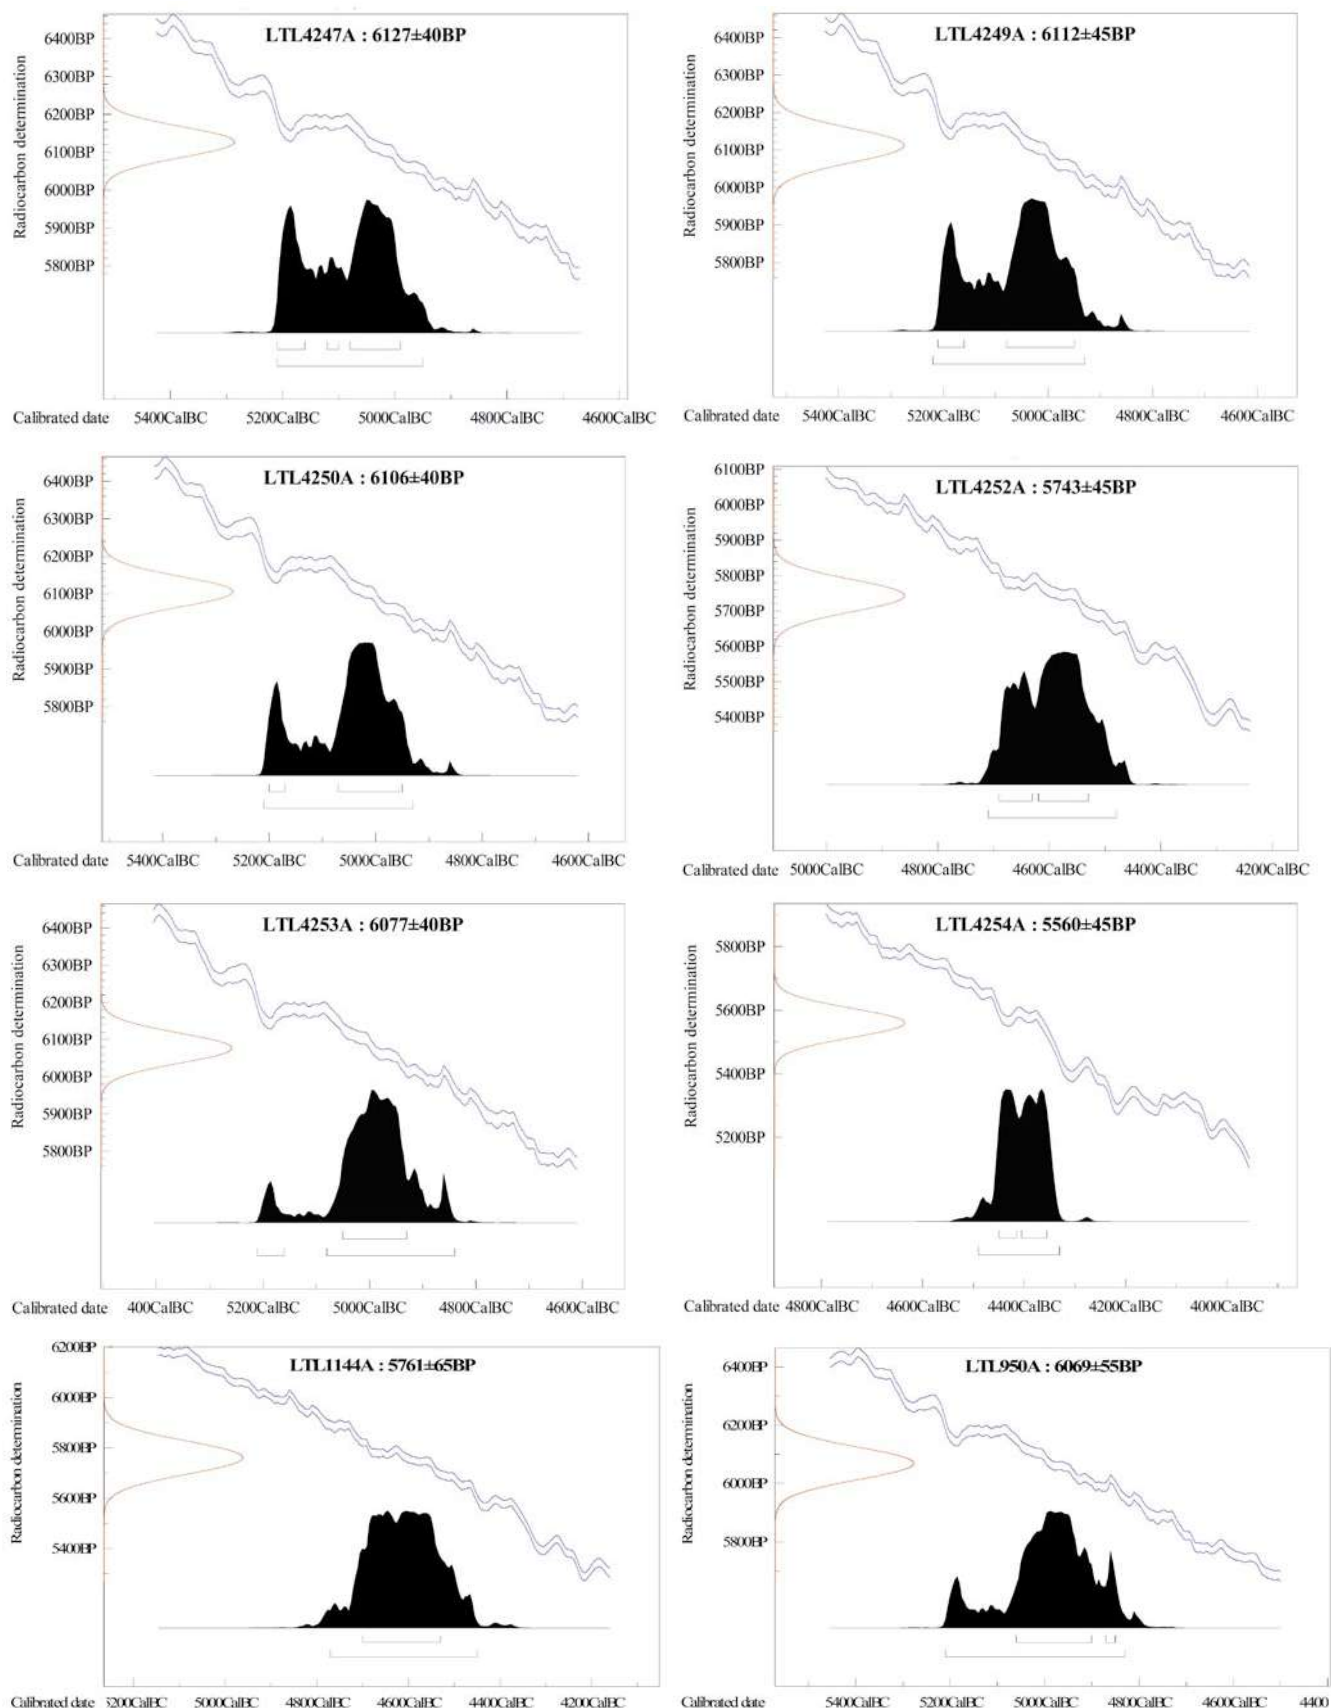 LTL4247A : 6127±40BP
Radiocarbon determination
6400BP
6300BP
6200BP
6100BP
6000BP
5900BP
5800BP
Calibrated date 5400CalBC 5200CalBC 5000CalBC 4800CalBC 4600CalBC
LTL4249A : 6112±45BP
Radiocarbon determination
6400BP
6300BP
6200BP
6100BP
6000BP
5900BP
5800BP
Calibrated date 5400CalBC 5200CalBC 5000CalBC 4800CalBC 4600CalBC
LTL4250A : 6106±40BP
Radiocarbon determination
6400BP
6300BP
6200BP
6100BP
6000BP
5900BP
5800BP
Calibrated date 5400CalBC 5200CalBC 5000CalBC 4800CalBC 4600CalBC
LTL4252A : 5743±45BP
Radiocarbon determination
6100BP
6000BP
5900BP
5800BP
5700BP
5600BP
5500BP
5400BP
Calibrated date 5000CalBC 4800CalBC 4600CalBC 4400CalBC 4200CalBC
LTL4253A : 6077±40BP
Radiocarbon determination
6400BP
6300BP
6200BP
6100BP
6000BP
5900BP
5800BP
Calibrated date 400CalBC 5200CalBC 5000CalBC 4800CalBC 4600CalBC
LTL4254A : 5560±45BP
Radiocarbon determination
5800BP
5600BP
5400BP
5200BP
Calibrated date 4800CalBC 4600CalBC 4400CalBC 4200CalBC 4000CalBC
LTL1144A : 5761±65BP
Radiocarbon determination
6200BP
6000BP
5800BP
5600BP
5400BP
Calibrated date 5200CalBC 5000CalBC 4800CalBC 4600CalBC 4400CalBC 4200CalBC
LTL950A : 6069±55BP
Radiocarbon determination
6400BP
6200BP
6000BP
5800BP
Calibrated date 5400CalBC 5200CalBC 5000CalBC 4800CalBC 4600CalBC 4400